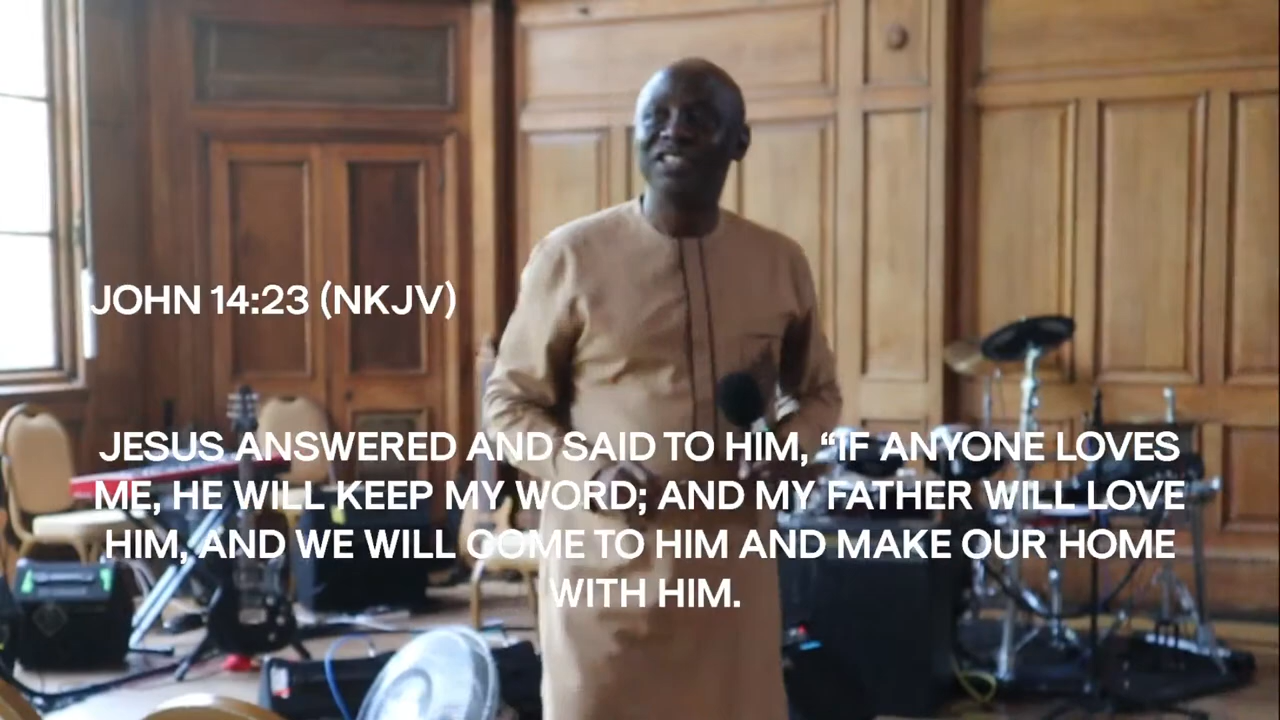 JOHN 14:23 (NKJV)
JESUS ANSWERED AND SAID TO HIM, “IF ANYONE LOVES
ME, HE WILL KEEP MY WORD; AND MY FATHER WILL LOVE
HIM, AND WE WILL COME TO HIM AND MAKE OUR HOME
WITH HIM.